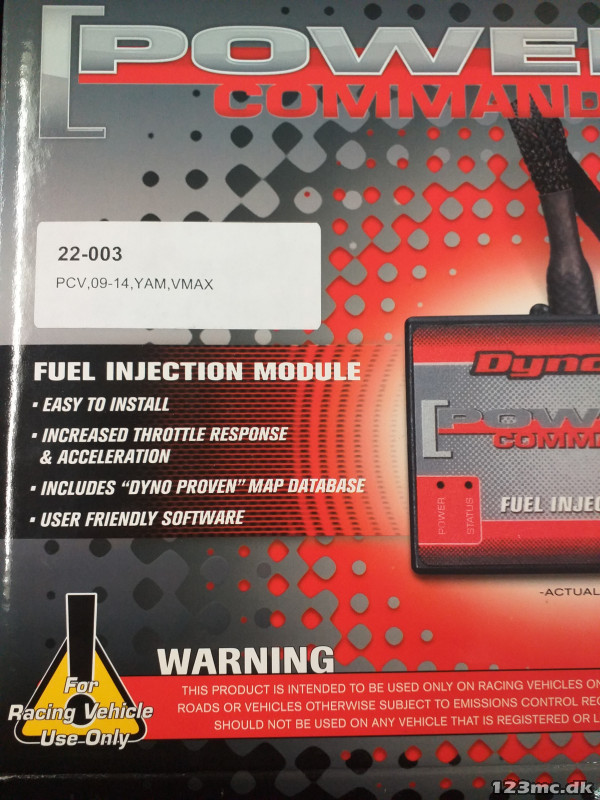 POWE
COMMAND
22-003
PCV,09-14,YAM,VMAX
FUEL INJECTION MODULE
• EASY TO INSTALL
• INCREASED THROTTLE RESPONSE
& ACCELERATION
• INCLUDES “DYNO PROVEN” MAP DATABASE
• USER FRIENDLY SOFTWARE
Dyno
POW
COMM
POWER
STATUS
FUEL INJEC
-ACTUAL
WARNING
THIS PRODUCT IS INTENDED TO BE USED ONLY ON RACING VEHICLES ON
ROADS OR VEHICLES OTHERWISE SUBJECT TO EMISSIONS CONTROL REG
SHOULD NOT BE USED ON ANY VEHICLE THAT IS REGISTERED OR L
For
Racing Vehicle
Use Only
123mc.dk